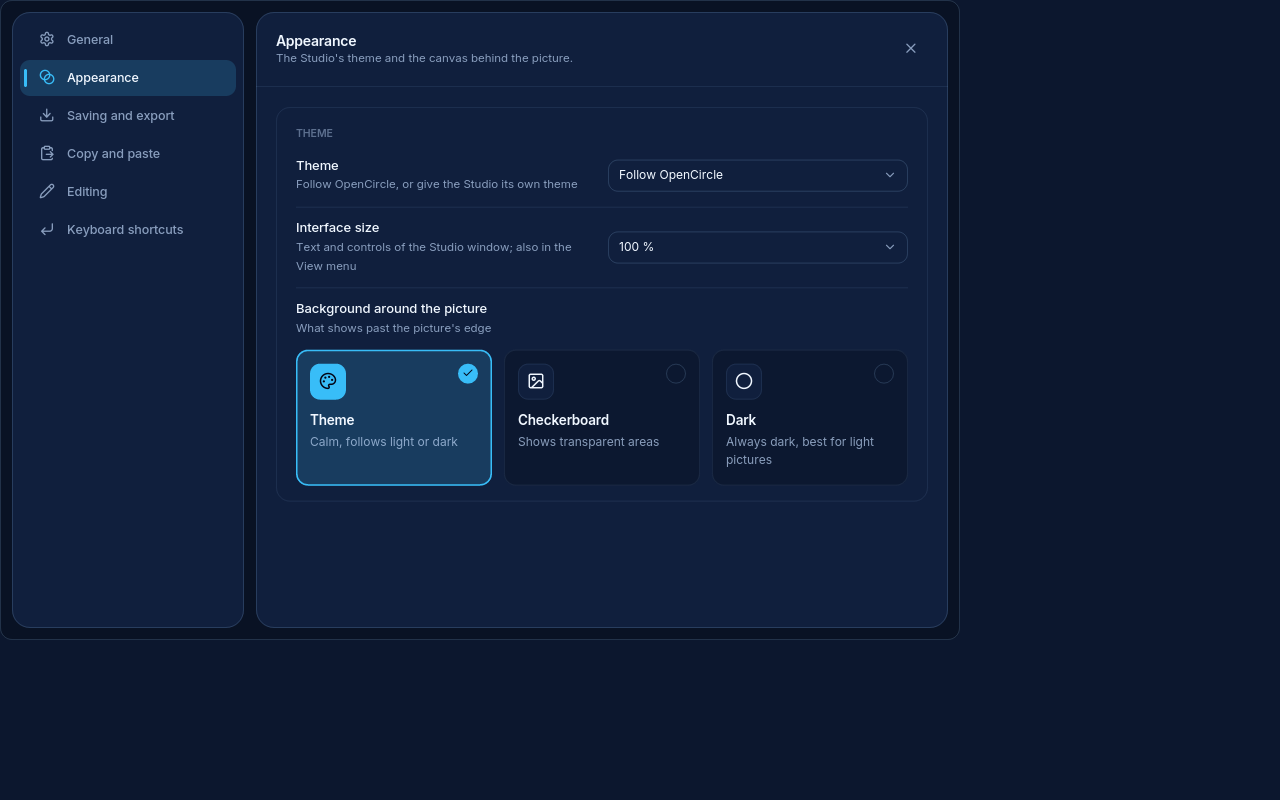 General
Appearance
Saving and export
Copy and paste
Editing
Keyboard shortcuts
Appearance
The Studio's theme and the canvas behind the picture.
THEME
Theme
Follow OpenCircle, or give the Studio its own theme
Follow OpenCircle
Interface size
Text and controls of the Studio window; also in the
View menu
100 %
Background around the picture
What shows past the picture's edge
Theme
Calm, follows light or dark
Checkerboard
Shows transparent areas
Dark
Always dark, best for light
pictures